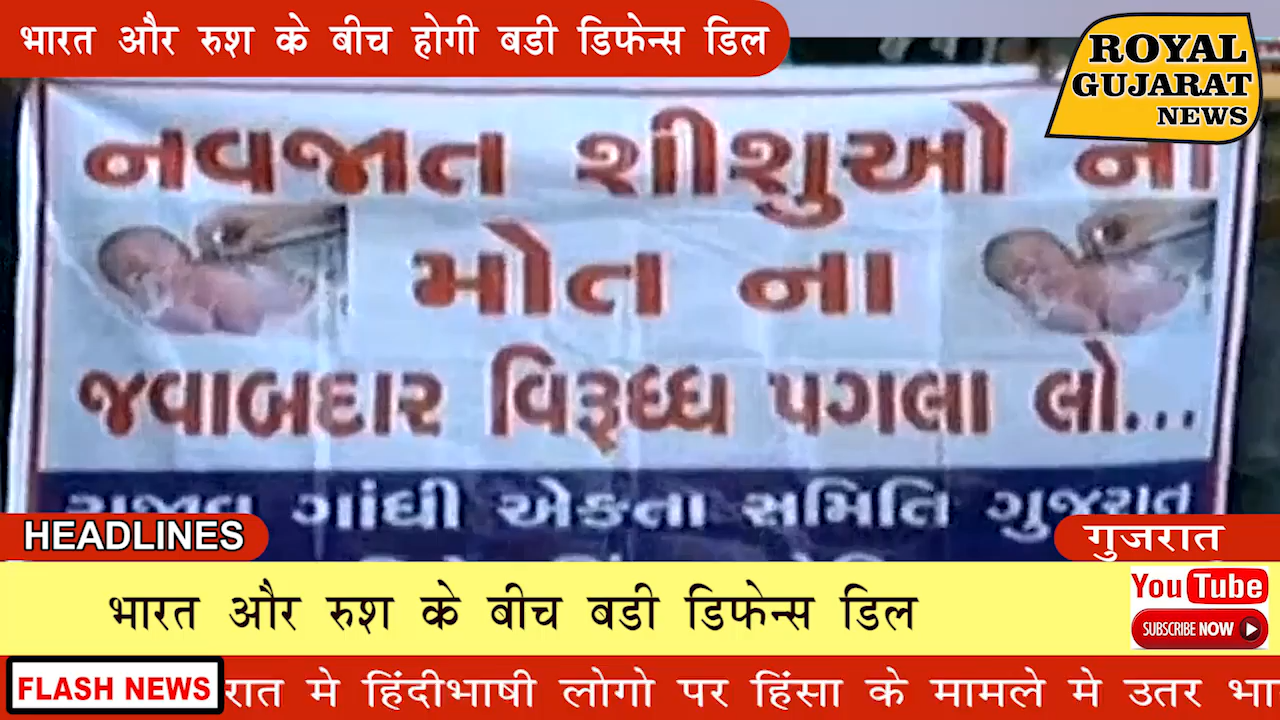 भारत और रुश के बीच होगी बडी डिफेन्स डिल
ROYAL
GUJARAT
NEWS
નવજાત શીશુઓ ના
મોત ના
જવાબદાર વિરૂધ્ધ પગલા લો...
રાજીવ ગાંધી એકતા સમિતિ ગુજરાત
HEADLINES
गुजरात
भारत और रुश के बीच बडी डिफेन्स डिल
YouTube
SUBSCRIBE NOW
FLASH NEWS
रात मे हिंदीभाषी लोगो पर हिंसा के मामले मे उतर भा